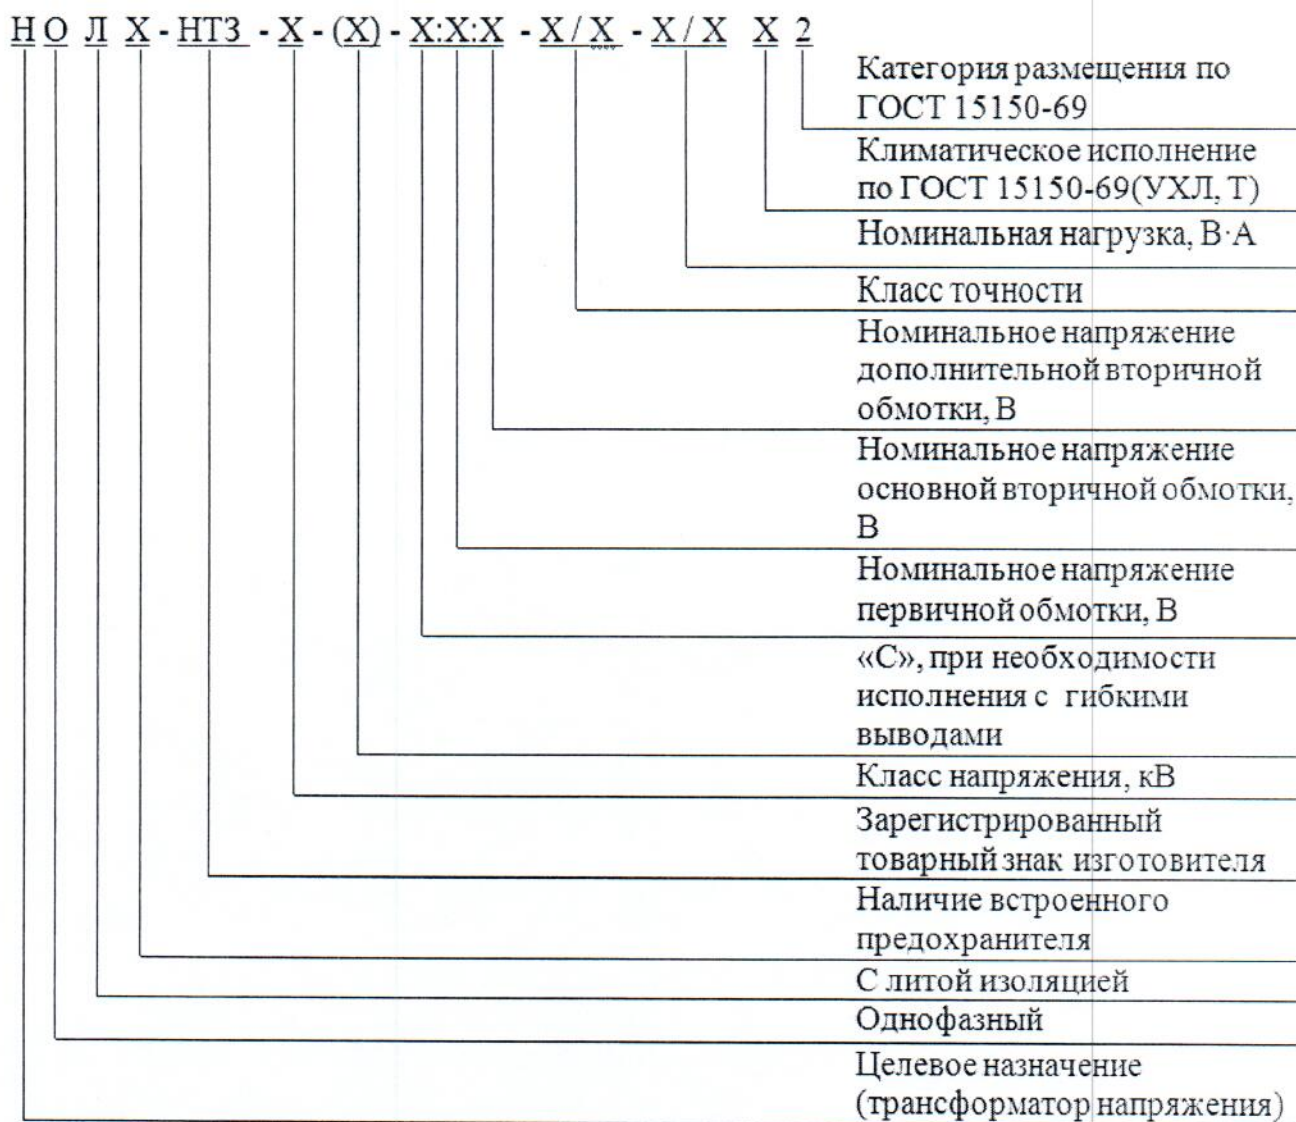 Н О Л Х - НТЗ - Х - (Х) - Х:Х:Х - Х / Х - Х / Х Х 2
Категория размещения по
ГОСТ 15150-69
Климатическое исполнение
по ГОСТ 15150-69(УХЛ, Т)
Номинальная нагрузка, В·А
Класс точности
Номинальное напряжение
дополнительной вторичной
обмотки, В
Номинальное напряжение
основной вторичной обмотки,
В
Номинальное напряжение
первичной обмотки, В
«С», при необходимости
исполнения с гибкими
выводами
Класс напряжения, кВ
Зарегистрированный
товарный знак изготовителя
Наличие встроенного
предохранителя
С литой изоляцией
Однофазный
Целевое назначение
(трансформатор напряжения)